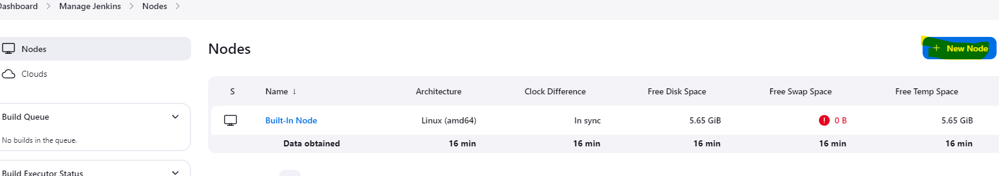 Dashboard > Manage Jenkins > Nodes >
Nodes
Clouds
Build Queue
No builds in the queue.
Build Executor Status
Nodes
+ New Node
S Name ↓ Architecture Clock Difference Free Disk Space Free Swap Space Free Temp Space
Built-In Node Linux (amd64) In sync 5.65 GiB ! 0 B 5.65 GiB
Data obtained 16 min 16 min 16 min 16 min 16 min